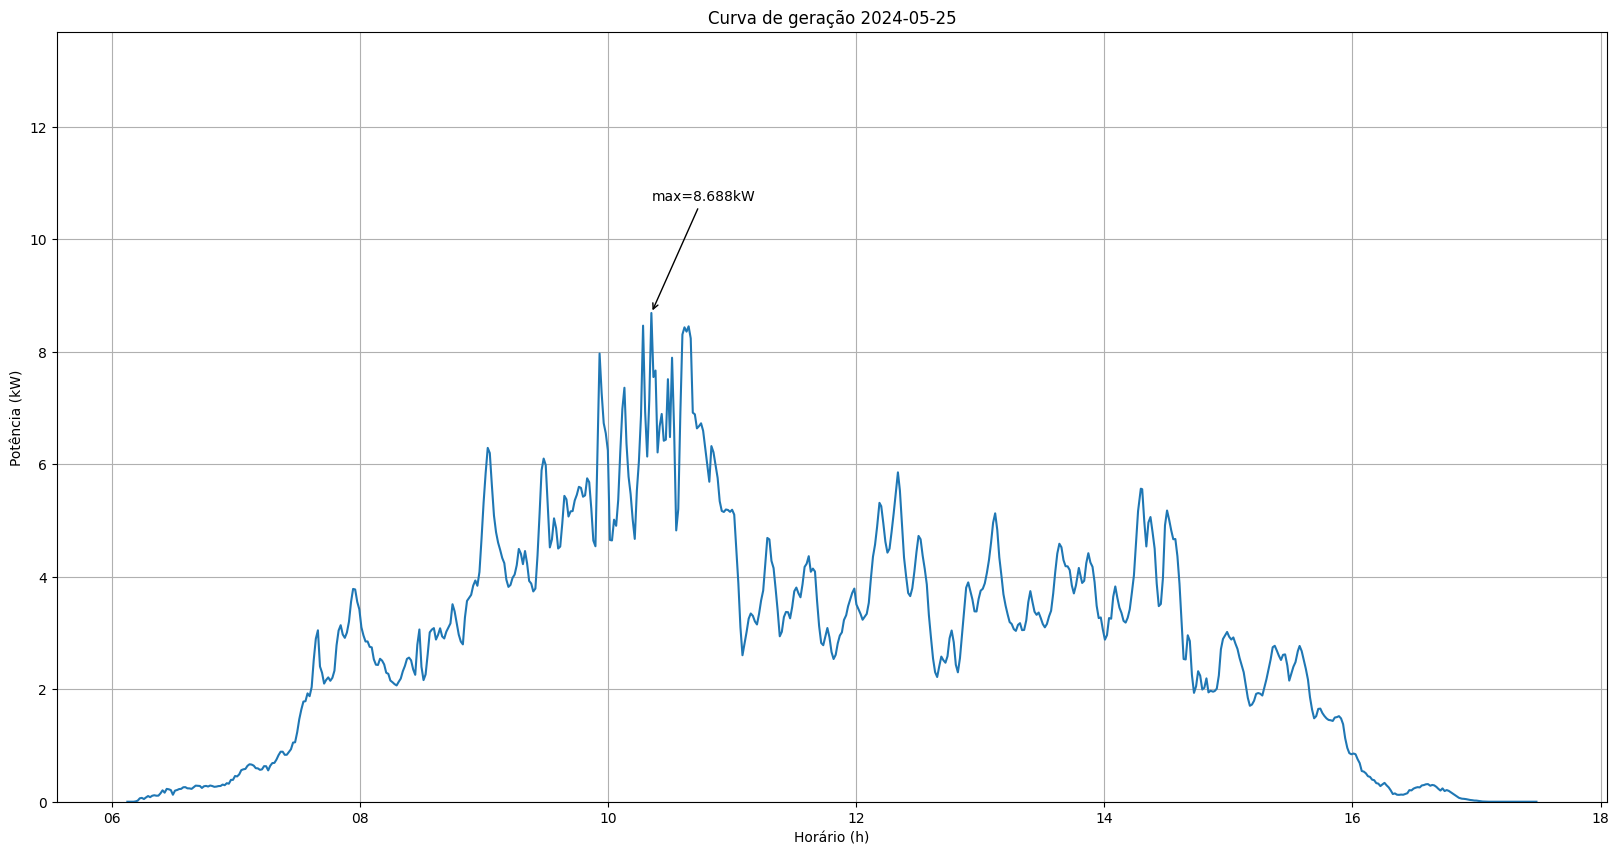 Curva de geração 2024-05-25
12
max=8.688kW
10
8
Potência (kW)
6
4
2
0
06 08 10 12 14 16 18
Horário (h)